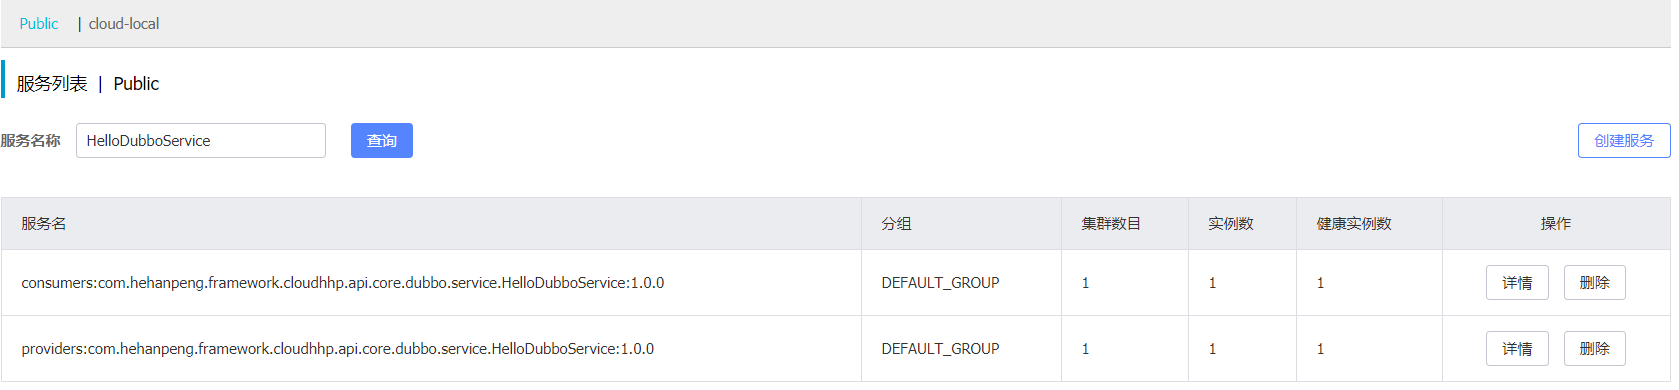 Public | cloud-local
服务列表 | Public
服务名称 HelloDubboService 查询 创建服务
服务名 分组 集群数目 实例数 健康实例数 操作
consumers:com.hehanpeng.framework.cloudhhp.api.core.dubbo.service.HelloDubboService:1.0.0 DEFAULT_GROUP 1 1 1 详情 删除
providers:com.hehanpeng.framework.cloudhhp.api.core.dubbo.service.HelloDubboService:1.0.0 DEFAULT_GROUP 1 1 1 详情 删除